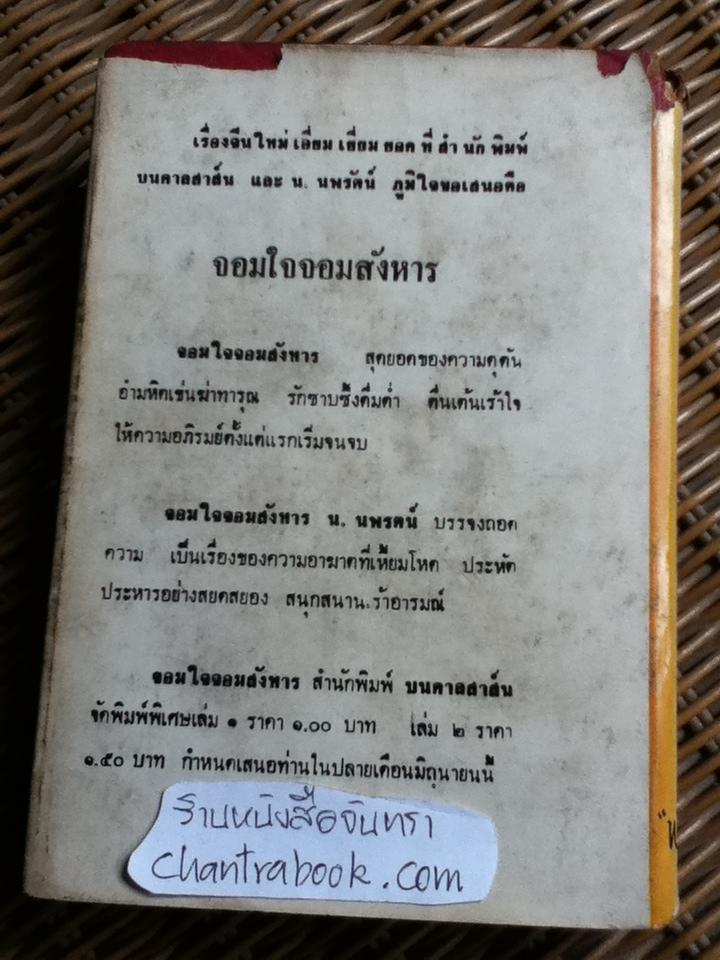 เรื่องจีนใหม่ เอี่ยม เยี่ยม ยอด ที่ สำ นัก พิมพ์
บนดาลสาส์น และ น. นพรัตน์ ภูมิใจขอเสนอคือ
จอมใจจอมสังหาร
จอมใจจอมสังหาร สุดยอดของความดุดัน
อำมหิตเข่นฆ่าทารุณ รักซาบซึ้งดื่มด่ำ ตื่นเต้นเร้าใจ
ให้ความอภิรมย์ตั้งแต่แรกเริ่มจนจบ
จอมใจจอมสังหาร น. นพรัตน์ บรรจงถอด
ความ เป็นเรื่องของความอาฆาตที่เหี้ยมโหด ประหัต
ประหารอย่างสยดสยอง สนุกสนานเร้าอารมณ์
จอมใจจอมสังหาร สำนักพิมพ์ บนดาลสาส์น
จัดพิมพ์พิเศษเล่ม ๑ ราคา ๑.๐๐ บาท เล่ม ๒ ราคา
๑.๕๐ บาท กำหนดเสนอท่านในปลายเดือนมิถุนายนนี้
ร้านหนังสือจันทรา
chantrabook.com